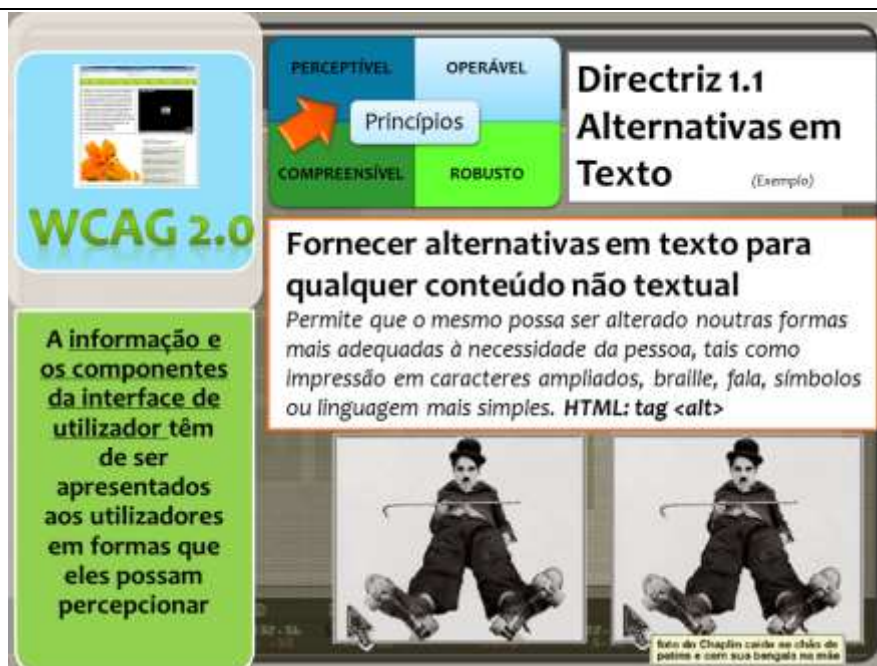 WCAG 2.0
A informação e
os componentes
da interface de
utilizador têm
de ser
apresentados
aos utilizadores
em formas que
eles possam
percepcionar
PERCEPTÍVEL
OPERÁVEL
Princípios
COMPREENSÍVEL
ROBUSTO
Directriz 1.1
Alternativas em
Texto (Exemplo)
Fornecer alternativas em texto para
qualquer conteúdo não textual
Permite que o mesmo possa ser alterado noutras formas
mais adequadas à necessidade da pessoa, tais como
impressão em caracteres ampliados, braille, fala, símbolos
ou linguagem mais simples. HTML: tag <alt>
foto do Chaplin caído no chão de
patins e com sua bengala na mão